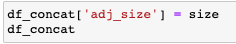 df_concat['adj_size'] = size
df_concat